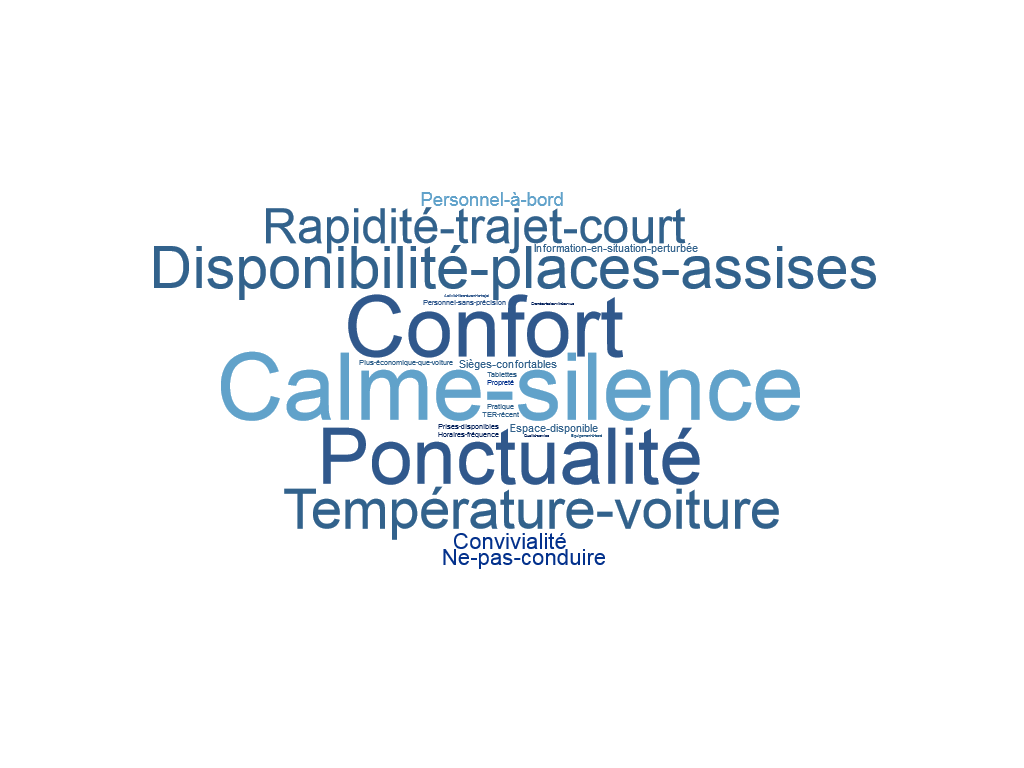 Personnel-à-bord
Rapidité-trajet-court
Information-en-situation-perturbée
Disponibilité-places-assises
Personnel-sans-précision
Confort
Plus-économique-que-voiture
Sièges-confortables
Tablettes
Propreté
Calme-silence
Pratique
TER-récent
Prises-disponibles
Espace-disponible
Horaires-fréquence
Ponctualité
Température-voiture
Convivialité
Ne-pas-conduire